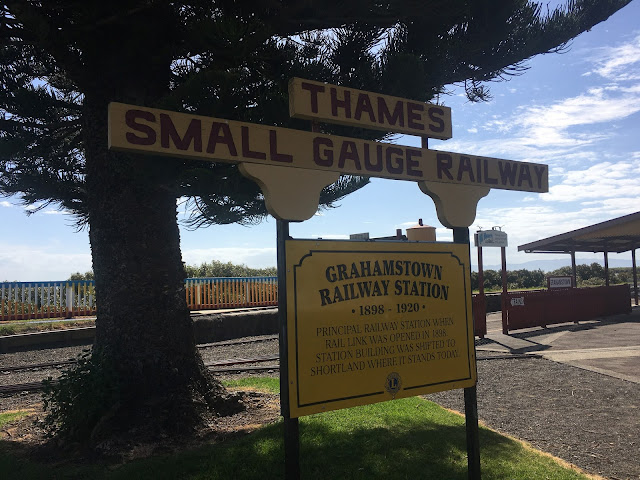 THAMES
SMALL GAUGE RAILWAY
GRAHAMSTOWN
RAILWAY STATION
• 1898 - 1920 •
PRINCIPAL RAILWAY STATION WHEN
RAIL LINK WAS OPENED IN 1898.
STATION BUILDING WAS SHIFTED TO
SHORTLAND WHERE IT STANDS TODAY.